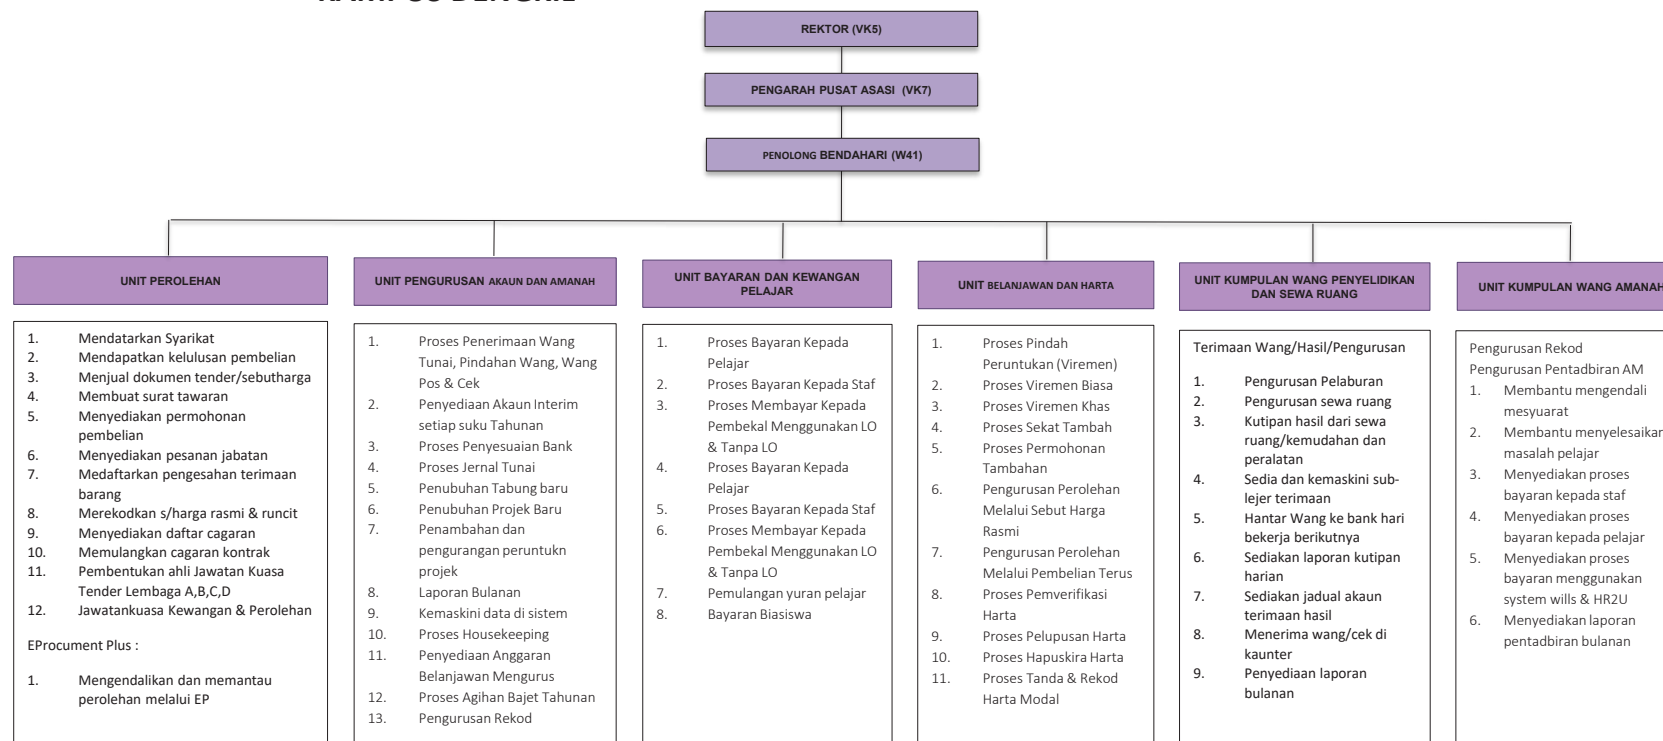 KAMPUS DENGKIL
REKTOR (VK5)
PENGARAH PUSAT ASASI (VK7)
PENOLONG BENDAHARI (W41)
UNIT PEROLEHAN
1. Mendatarkan Syarikat
2. Mendapatkan kelulusan pembelian
3. Menjual dokumen tender/sebutharga
4. Membuat surat tawaran
5. Menyediakan permohonan
pembelian
6. Menyediakan pesanan jabatan
7. Medaftarkan pengesahan terimaan
barang
8. Merekodkan s/harga rasmi & runcit
9. Menyediakan daftar cagaran
10. Memulangkan cagaran kontrak
11. Pembentukan ahli Jawatan Kuasa
Tender Lembaga A,B,C,D
12. Jawatankuasa Kewangan & Perolehan
EProcument Plus :
1. Mengendalikan dan memantau
perolehan melalui EP
UNIT PENGURUSAN AKAUN DAN AMANAH
1. Proses Penerimaan Wang
Tunai, Pindahan Wang, Wang
Pos & Cek
2. Penyediaan Akaun Interim
setiap suku Tahunan
3. Proses Penyesuaian Bank
4. Proses Jernal Tunai
5. Penubuhan Tabung baru
6. Penubuhan Projek Baru
7. Penambahan dan
pengurangan peruntukn
projek
8. Laporan Bulanan
9. Kemaskini data di sistem
10. Proses Housekeeping
11. Penyediaan Anggaran
Belanjawan Mengurus
12. Proses Agihan Bajet Tahunan
13. Pengurusan Rekod
UNIT BAYARAN DAN KEWANGAN
PELAJAR
1. Proses Bayaran Kepada
Pelajar
2. Proses Bayaran Kepada Staf
3. Proses Membayar Kepada
Pembekal Menggunakan LO
& Tanpa LO
4. Proses Bayaran Kepada
Pelajar
5. Proses Bayaran Kepada Staf
6. Proses Membayar Kepada
Pembekal Menggunakan LO
& Tanpa LO
7. Pemulangan yuran pelajar
8. Bayaran Biasiswa
UNIT BELANJAWAN DAN HARTA
1. Proses Pindah
Peruntukan (Viremen)
2. Proses Viremen Biasa
3. Proses Viremen Khas
4. Proses Sekat Tambah
5. Proses Permohonan
Tambahan
6. Pengurusan Perolehan
Melalui Sebut Harga
Rasmi
7. Pengurusan Perolehan
Melalui Pembelian Terus
8. Proses Pemverifikasi
Harta
9. Proses Pelupusan Harta
10. Proses Hapuskira Harta
11. Proses Tanda & Rekod
Harta Modal
UNIT KUMPULAN WANG PENYELIDIKAN
DAN SEWA RUANG
Terimaan Wang/Hasil/Pengurusan
1. Pengurusan Pelaburan
2. Pengurusan sewa ruang
3. Kutipan hasil dari sewa
ruang/kemudahan dan
peralatan
4. Sedia dan kemaskini sub-
lejer terimaan
5. Hantar Wang ke bank hari
bekerja berikutnya
6. Sediakan laporan kutipan
harian
7. Sediakan jadual akaun
terimaan hasil
8. Menerima wang/cek di
kaunter
9. Penyediaan laporan
bulanan
UNIT KUMPULAN WANG AMANAH
Pengurusan Rekod
Pengurusan Pentadbiran AM
1. Membantu mengendali
mesyuarat
2. Membantu menyelesaikan
masalah pelajar
3. Menyediakan proses
bayaran kepada staf
4. Menyediakan proses
bayaran kepada pelajar
5. Menyediakan proses
bayaran menggunakan
system wills & HR2U
6. Menyediakan laporan
pentadbiran bulanan